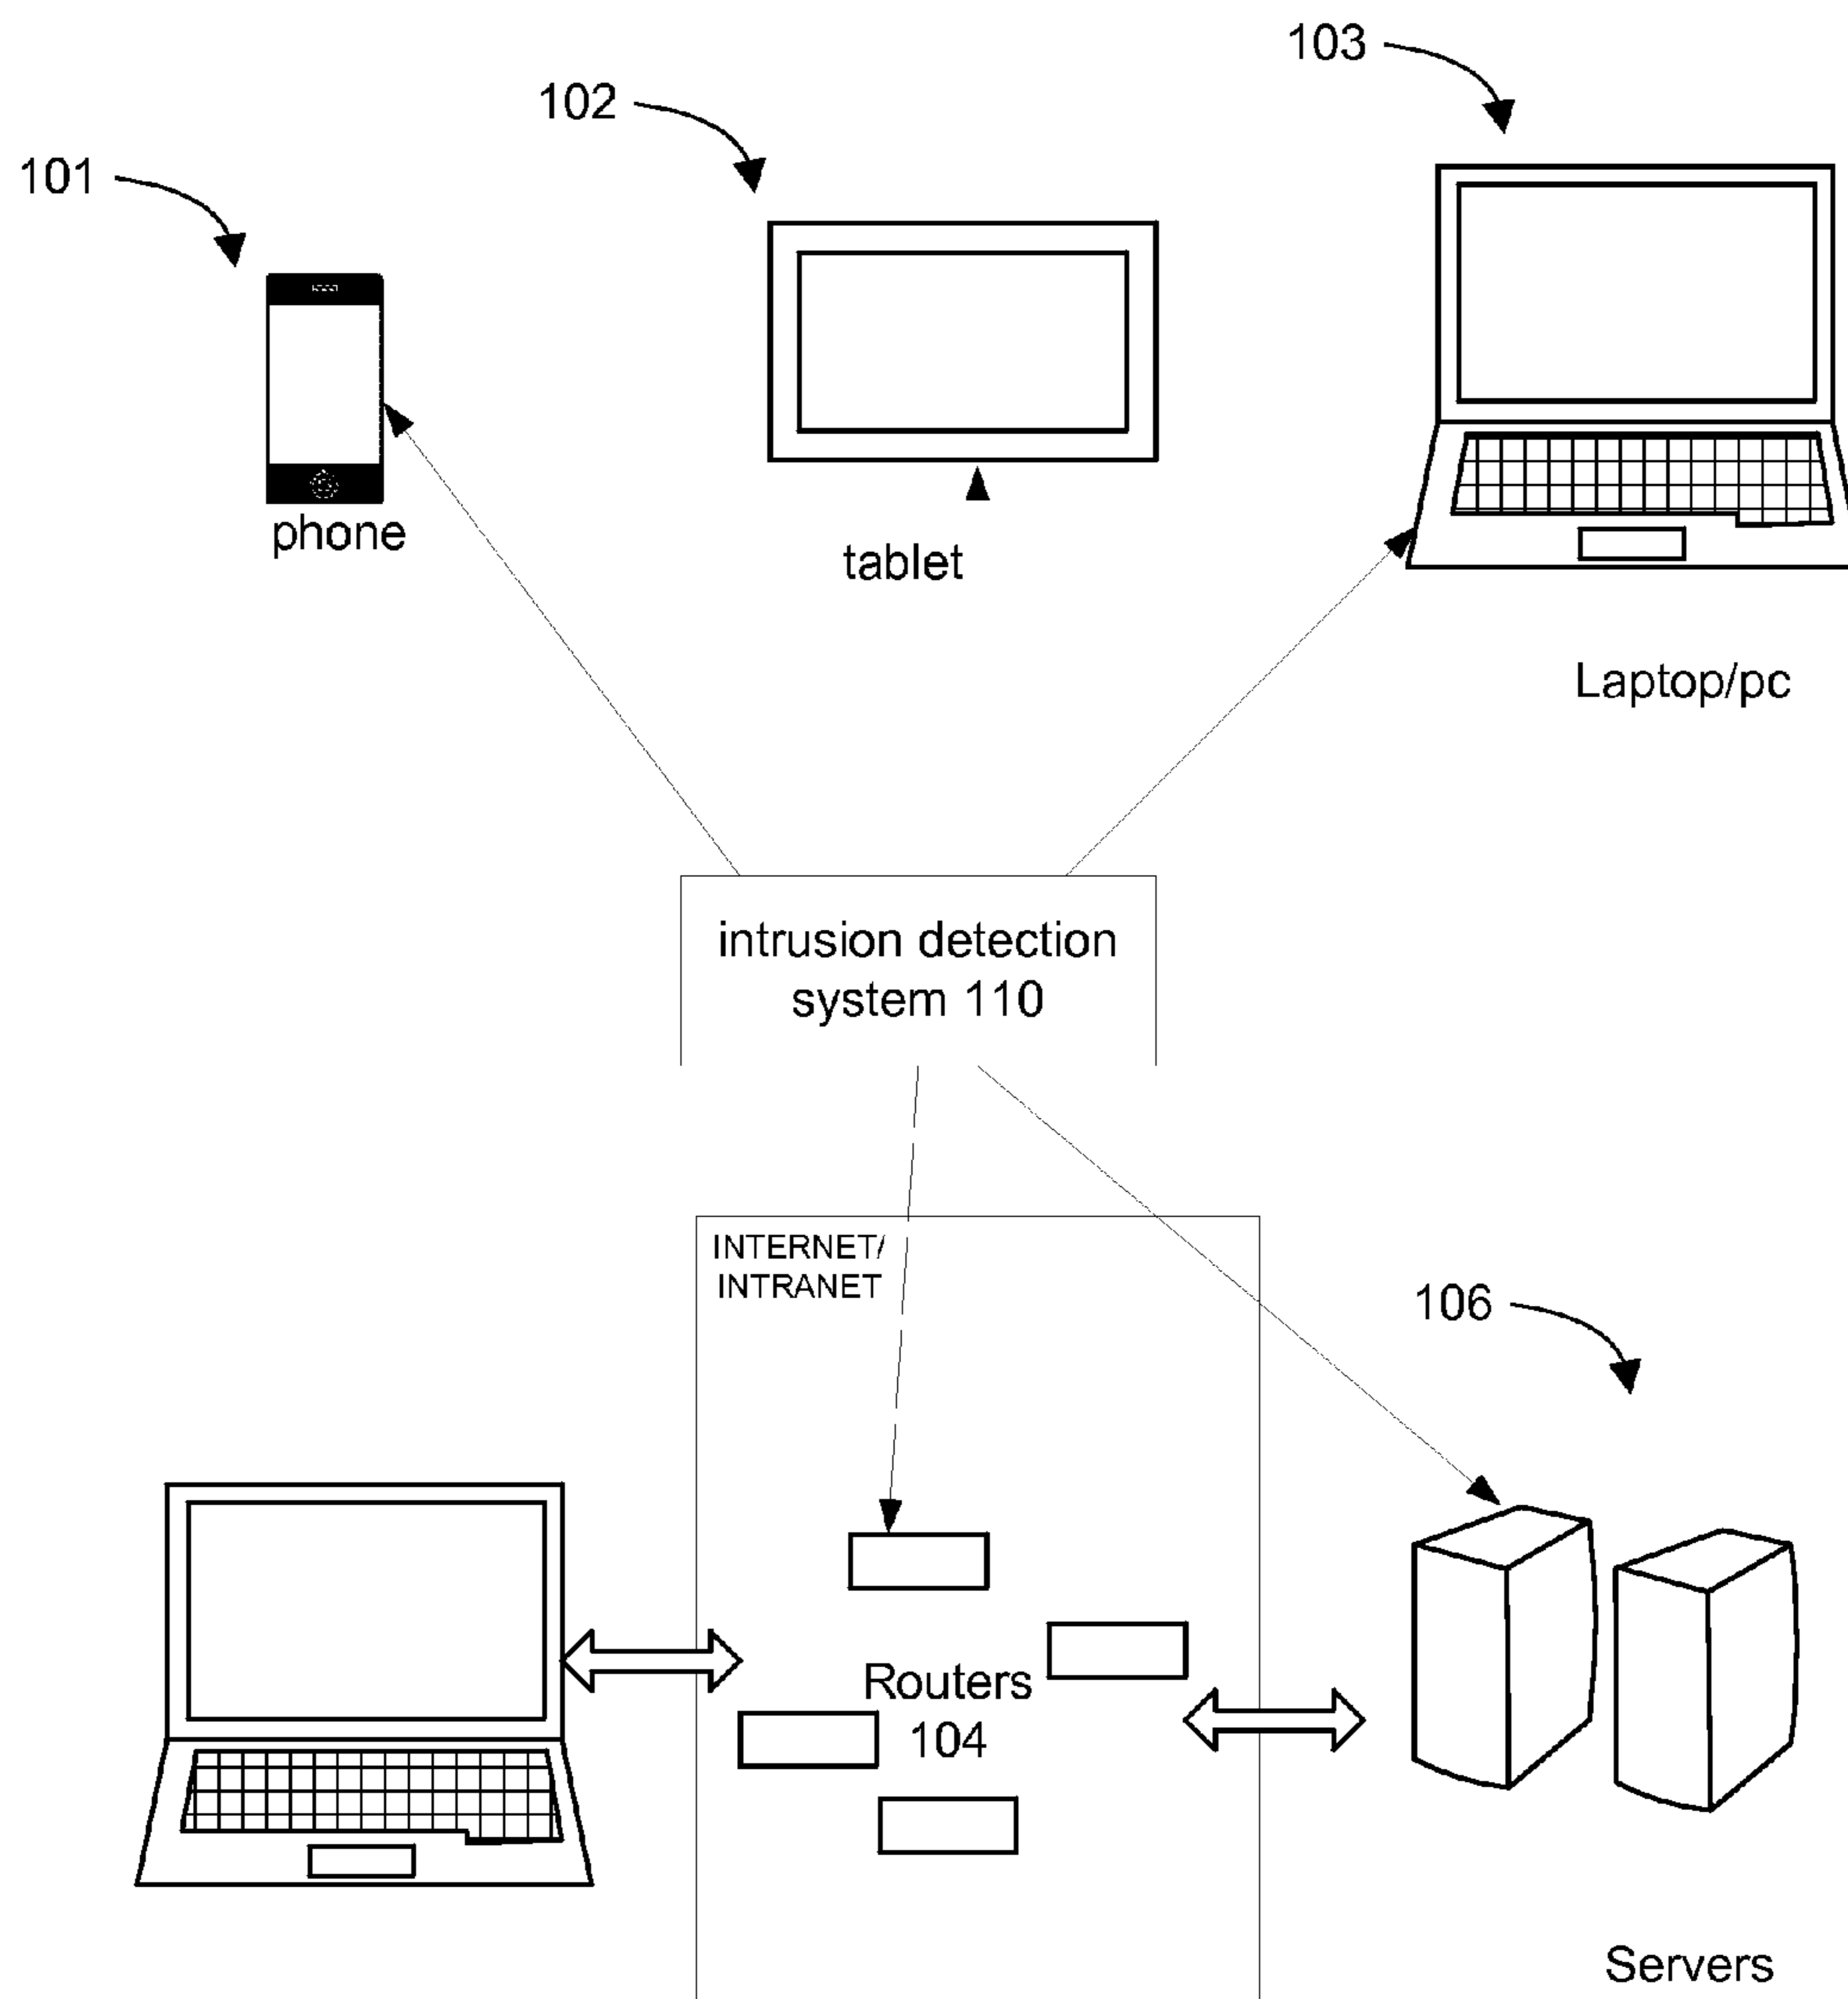 103
102
101
phone
tablet
Laptop/pc
intrusion detection
system 110
INTERNET/
INTRANET
106
Routers
104
Servers